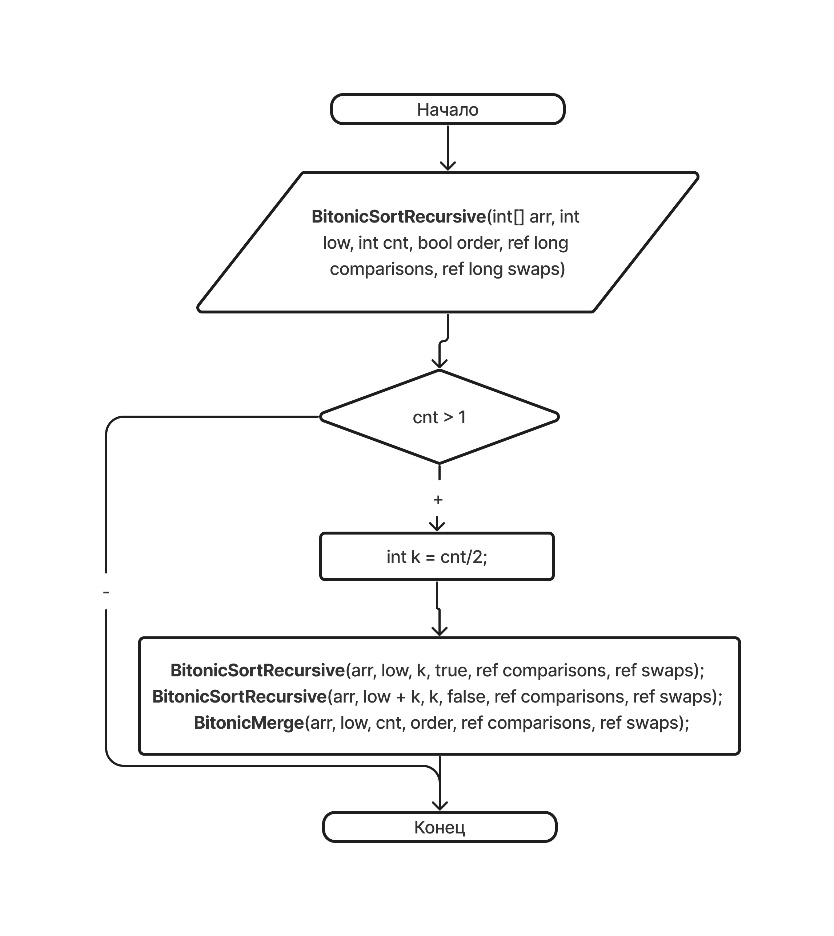 Начало
BitonicSortRecursive(int[] arr, int
low, int cnt, bool order, ref long
comparisons, ref long swaps)
cnt > 1
+
int k = cnt/2;
-
BitonicSortRecursive(arr, low, k, true, ref comparisons, ref swaps);
BitonicSortRecursive(arr, low + k, k, false, ref comparisons, ref swaps);
BitonicMerge(arr, low, cnt, order, ref comparisons, ref swaps);
Конец